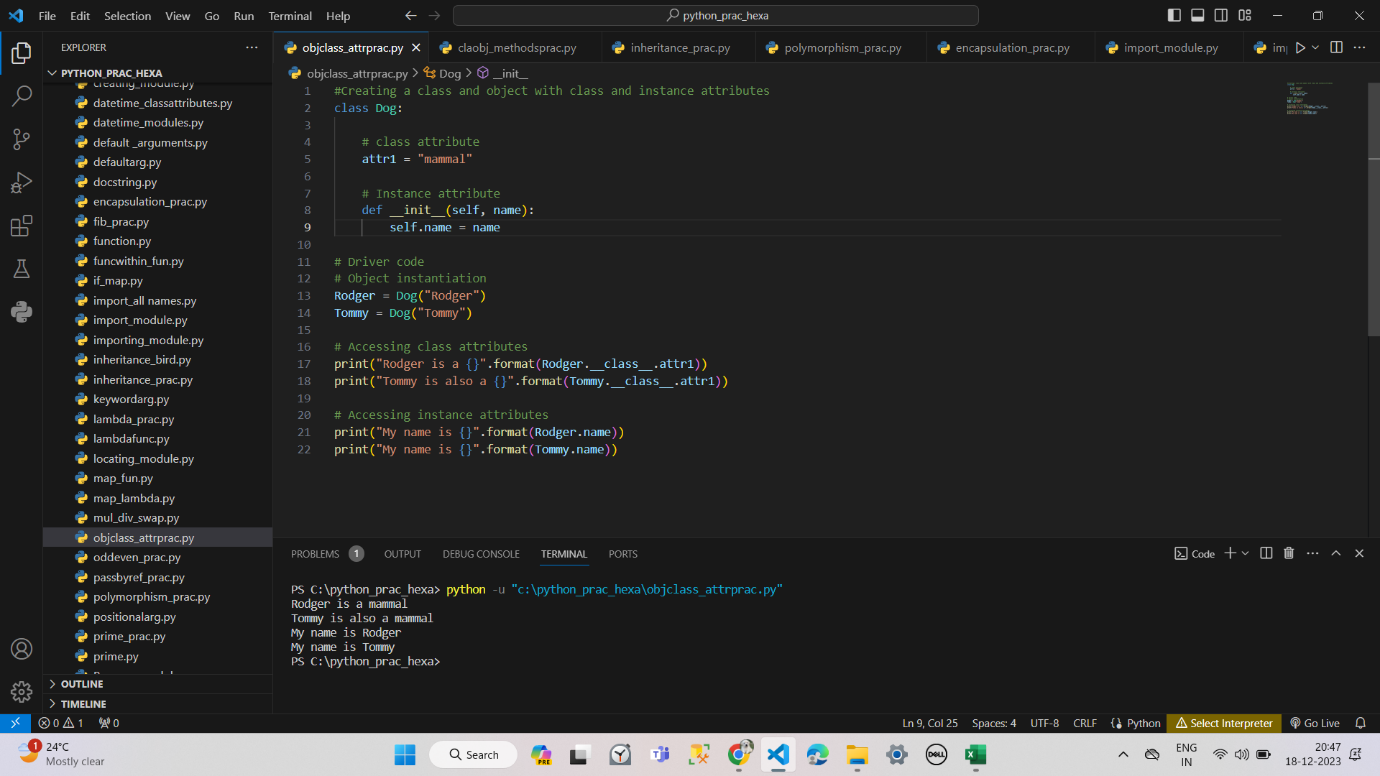 File Edit Selection View Go Run Terminal Help
python_prac_hexa
EXPLORER
PYTHON_PRAC_HEXA
creating_module.py
datetime_classattributes.py
datetime_modules.py
default _arguments.py
defaultarg.py
docstring.py
encapsulation_prac.py
fib_prac.py
function.py
funcwithin_fun.py
if_map.py
import_all names.py
import_module.py
importing_module.py
inheritance_bird.py
inheritance_prac.py
keywordarg.py
lambda_prac.py
lambdafunc.py
locating_module.py
map_fun.py
map_lambda.py
mul_div_swap.py
objclass_attrprac.py
oddeven_prac.py
passbyref_prac.py
polymorphism_prac.py
positionalarg.py
prime_prac.py
prime.py
OUTLINE
TIMELINE
objclass_attrprac.py claobj_methodsprac.py inheritance_prac.py polymorphism_prac.py encapsulation_prac.py import_module.py im
objclass_attrprac.py > Dog > __init__
1 #Creating a class and object with class and instance attributes
2 class Dog:
3
4 # class attribute
5 attr1 = "mammal"
6
7 # Instance attribute
8 def __init__(self, name):
9 self.name = name
10
11 # Driver code
12 # Object instantiation
13 Rodger = Dog("Rodger")
14 Tommy = Dog("Tommy")
15
16 # Accessing class attributes
17 print("Rodger is a {}".format(Rodger.__class__.attr1))
18 print("Tommy is also a {}".format(Tommy.__class__.attr1))
19
20 # Accessing instance attributes
21 print("My name is {}".format(Rodger.name))
22 print("My name is {}".format(Tommy.name))
PROBLEMS 1 OUTPUT DEBUG CONSOLE TERMINAL PORTS
Code
PS C:\python_prac_hexa> python -u "c:\python_prac_hexa\objclass_attrprac.py"
Rodger is a mammal
Tommy is also a mammal
My name is Rodger
My name is Tommy
PS C:\python_prac_hexa>
0 1 0 Ln 9, Col 25 Spaces: 4 UTF-8 CRLF Python Select Interpreter Go Live
1
24°C
Mostly clear
Search
PRE
DELL
ENG
IN
20:47
18-12-2023